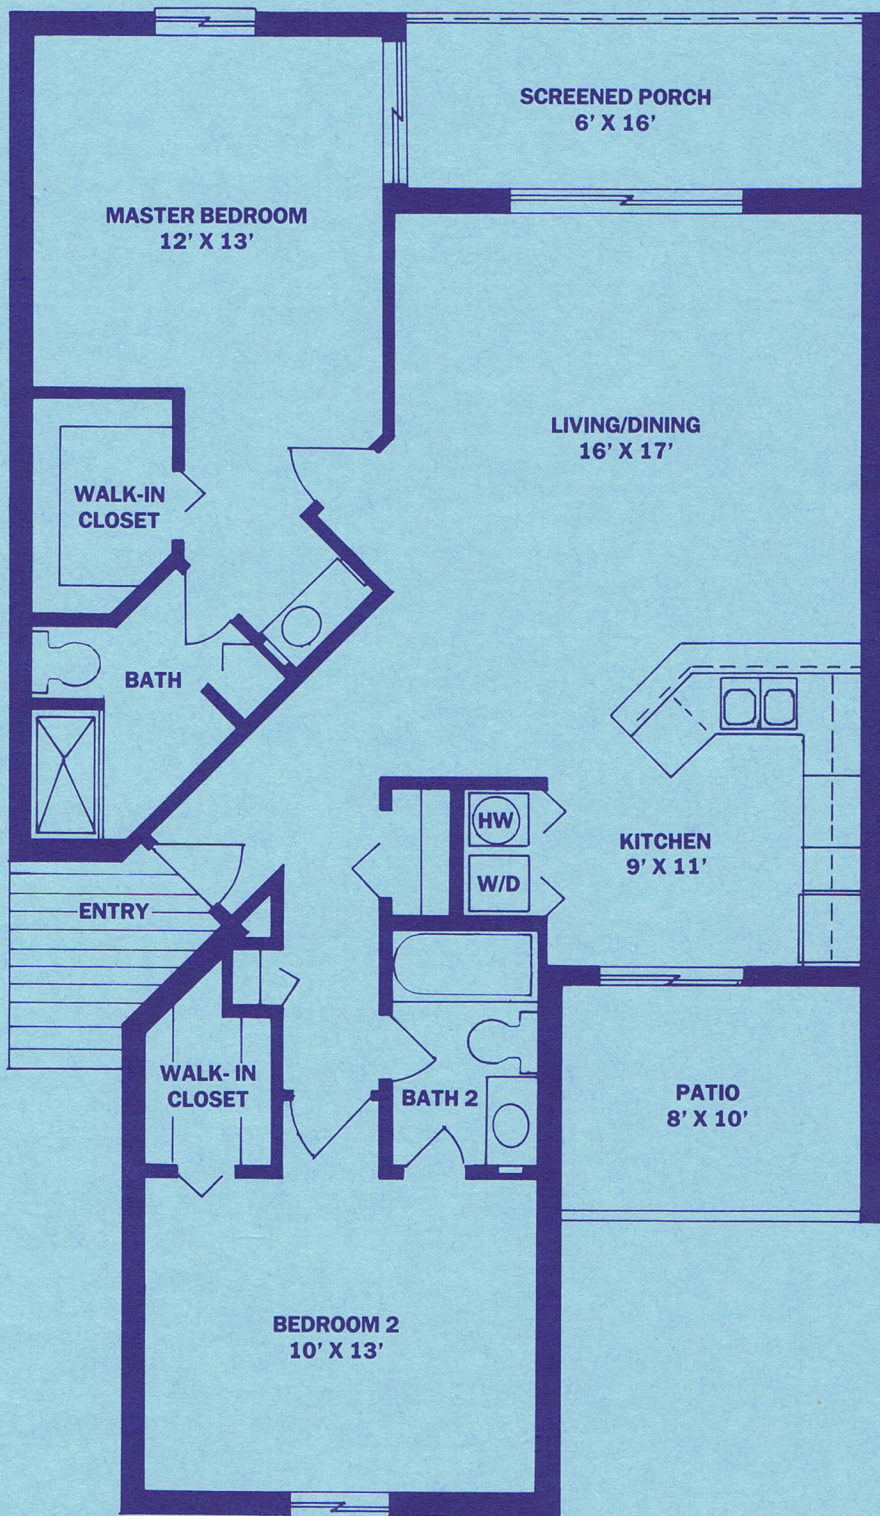 SCREENED PORCH
6’ X 16’
MASTER BEDROOM
12’ X 13’
LIVING/DINING
16’ X 17’
WALK-IN
CLOSET
BATH
HW
W/D
KITCHEN
9’ X 11’
ENTRY
WALK- IN
CLOSET
BATH 2
PATIO
8’ X 10’
BEDROOM 2
10’ X 13’